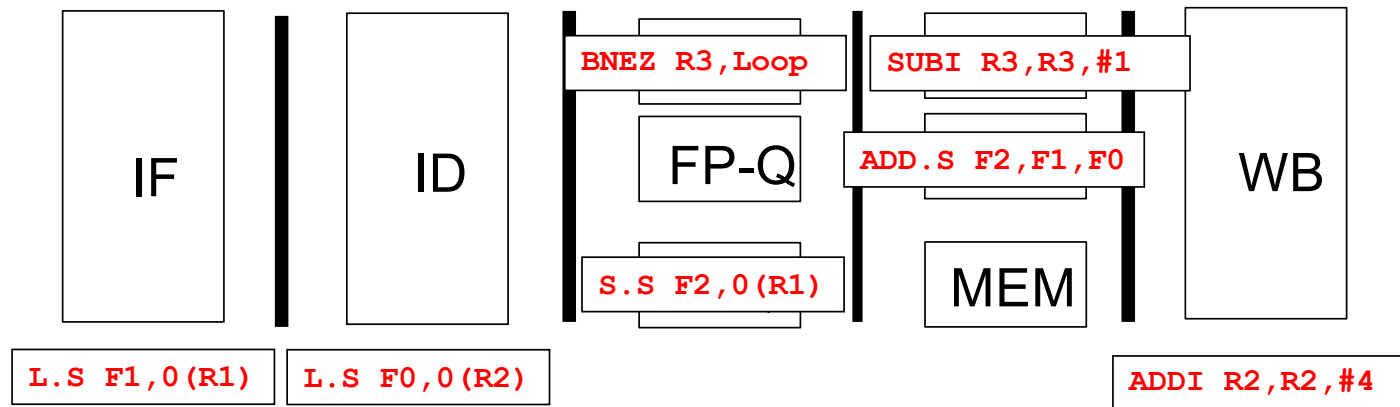 BNEZ R3,Loop
SUBI R3,R3,#1
IF
ID
FP-Q
ADD.S F2,F1,F0
WB
S.S F2,0(R1)
MEM
L.S F1,0(R1)
L.S F0,0(R2)
ADDI R2,R2,#4